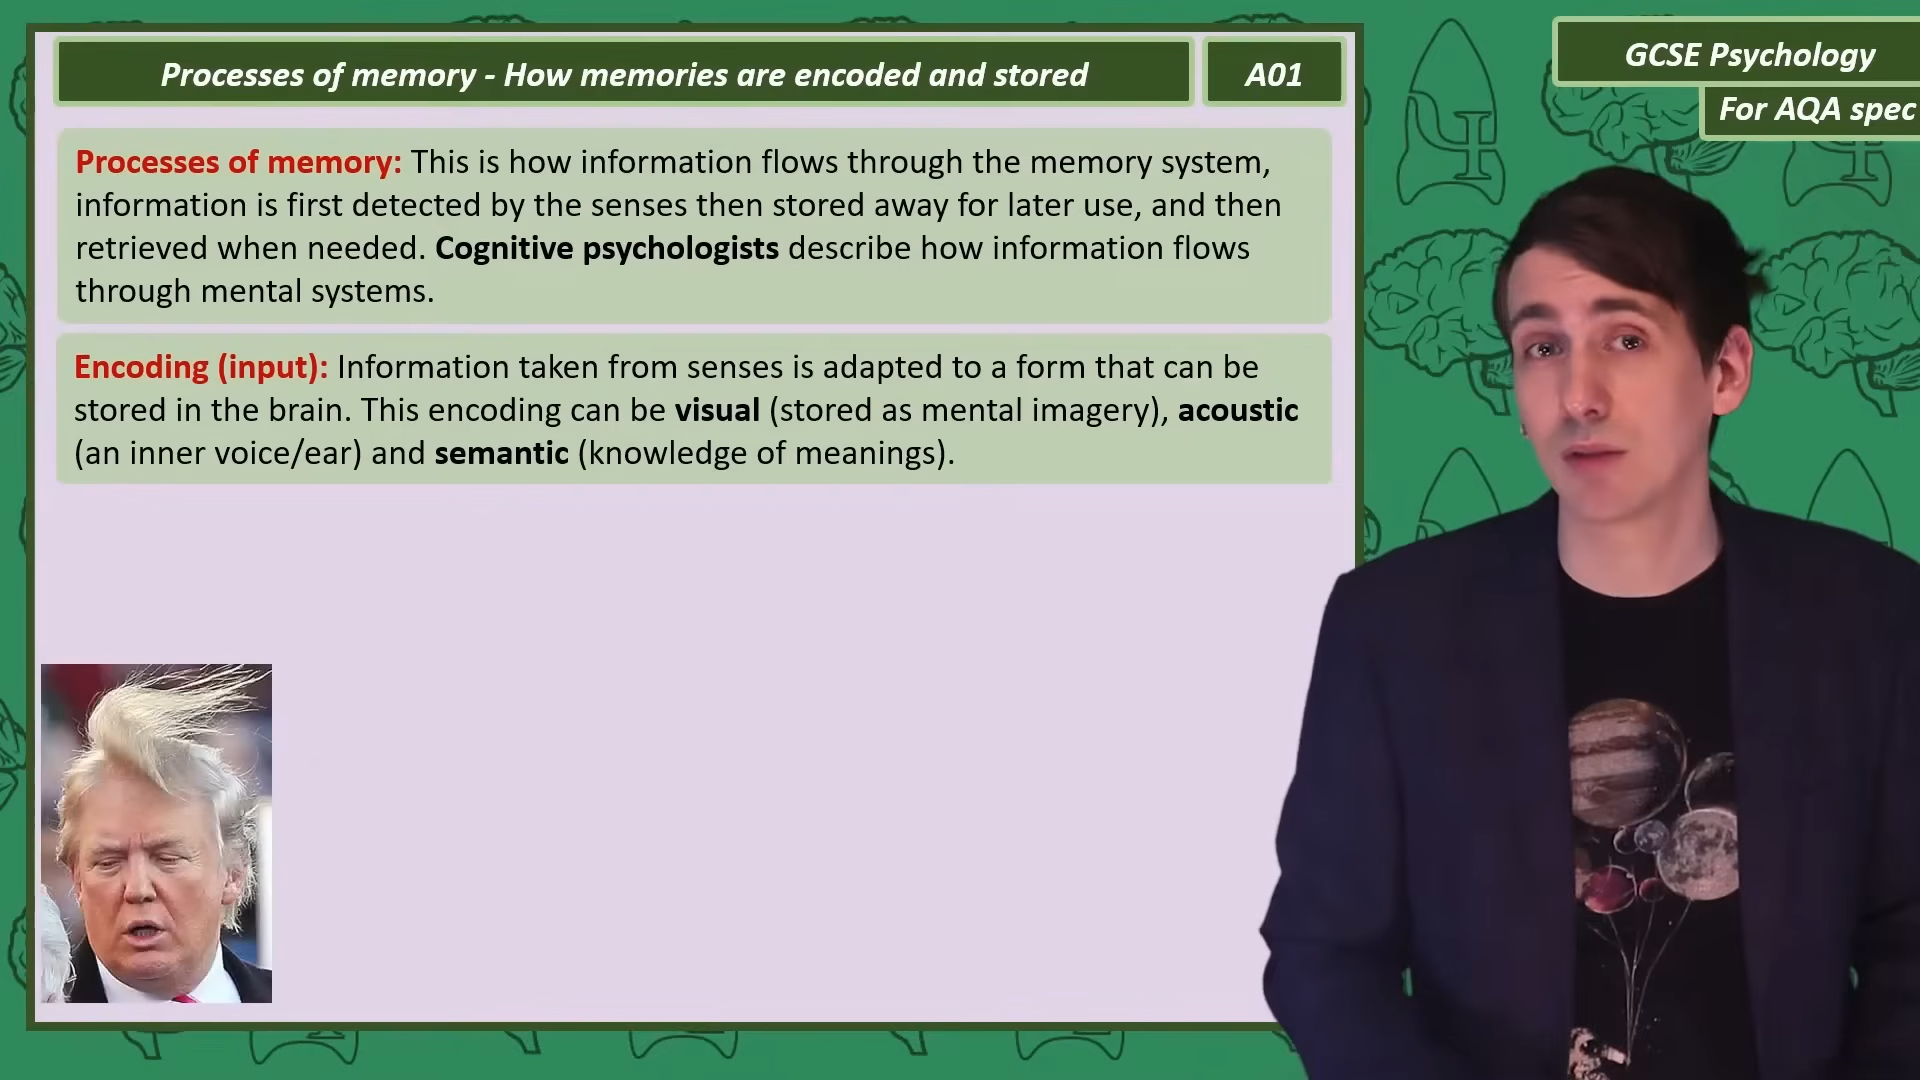 Processes of memory - How memories are encoded and stored
A01
GCSE Psychology
For AQA spec
Processes of memory: This is how information flows through the memory system,
information is first detected by the senses then stored away for later use, and then
retrieved when needed. Cognitive psychologists describe how information flows
through mental systems.
Encoding (input): Information taken from senses is adapted to a form that can be
stored in the brain. This encoding can be visual (stored as mental imagery), acoustic
(an inner voice/ear) and semantic (knowledge of meanings).